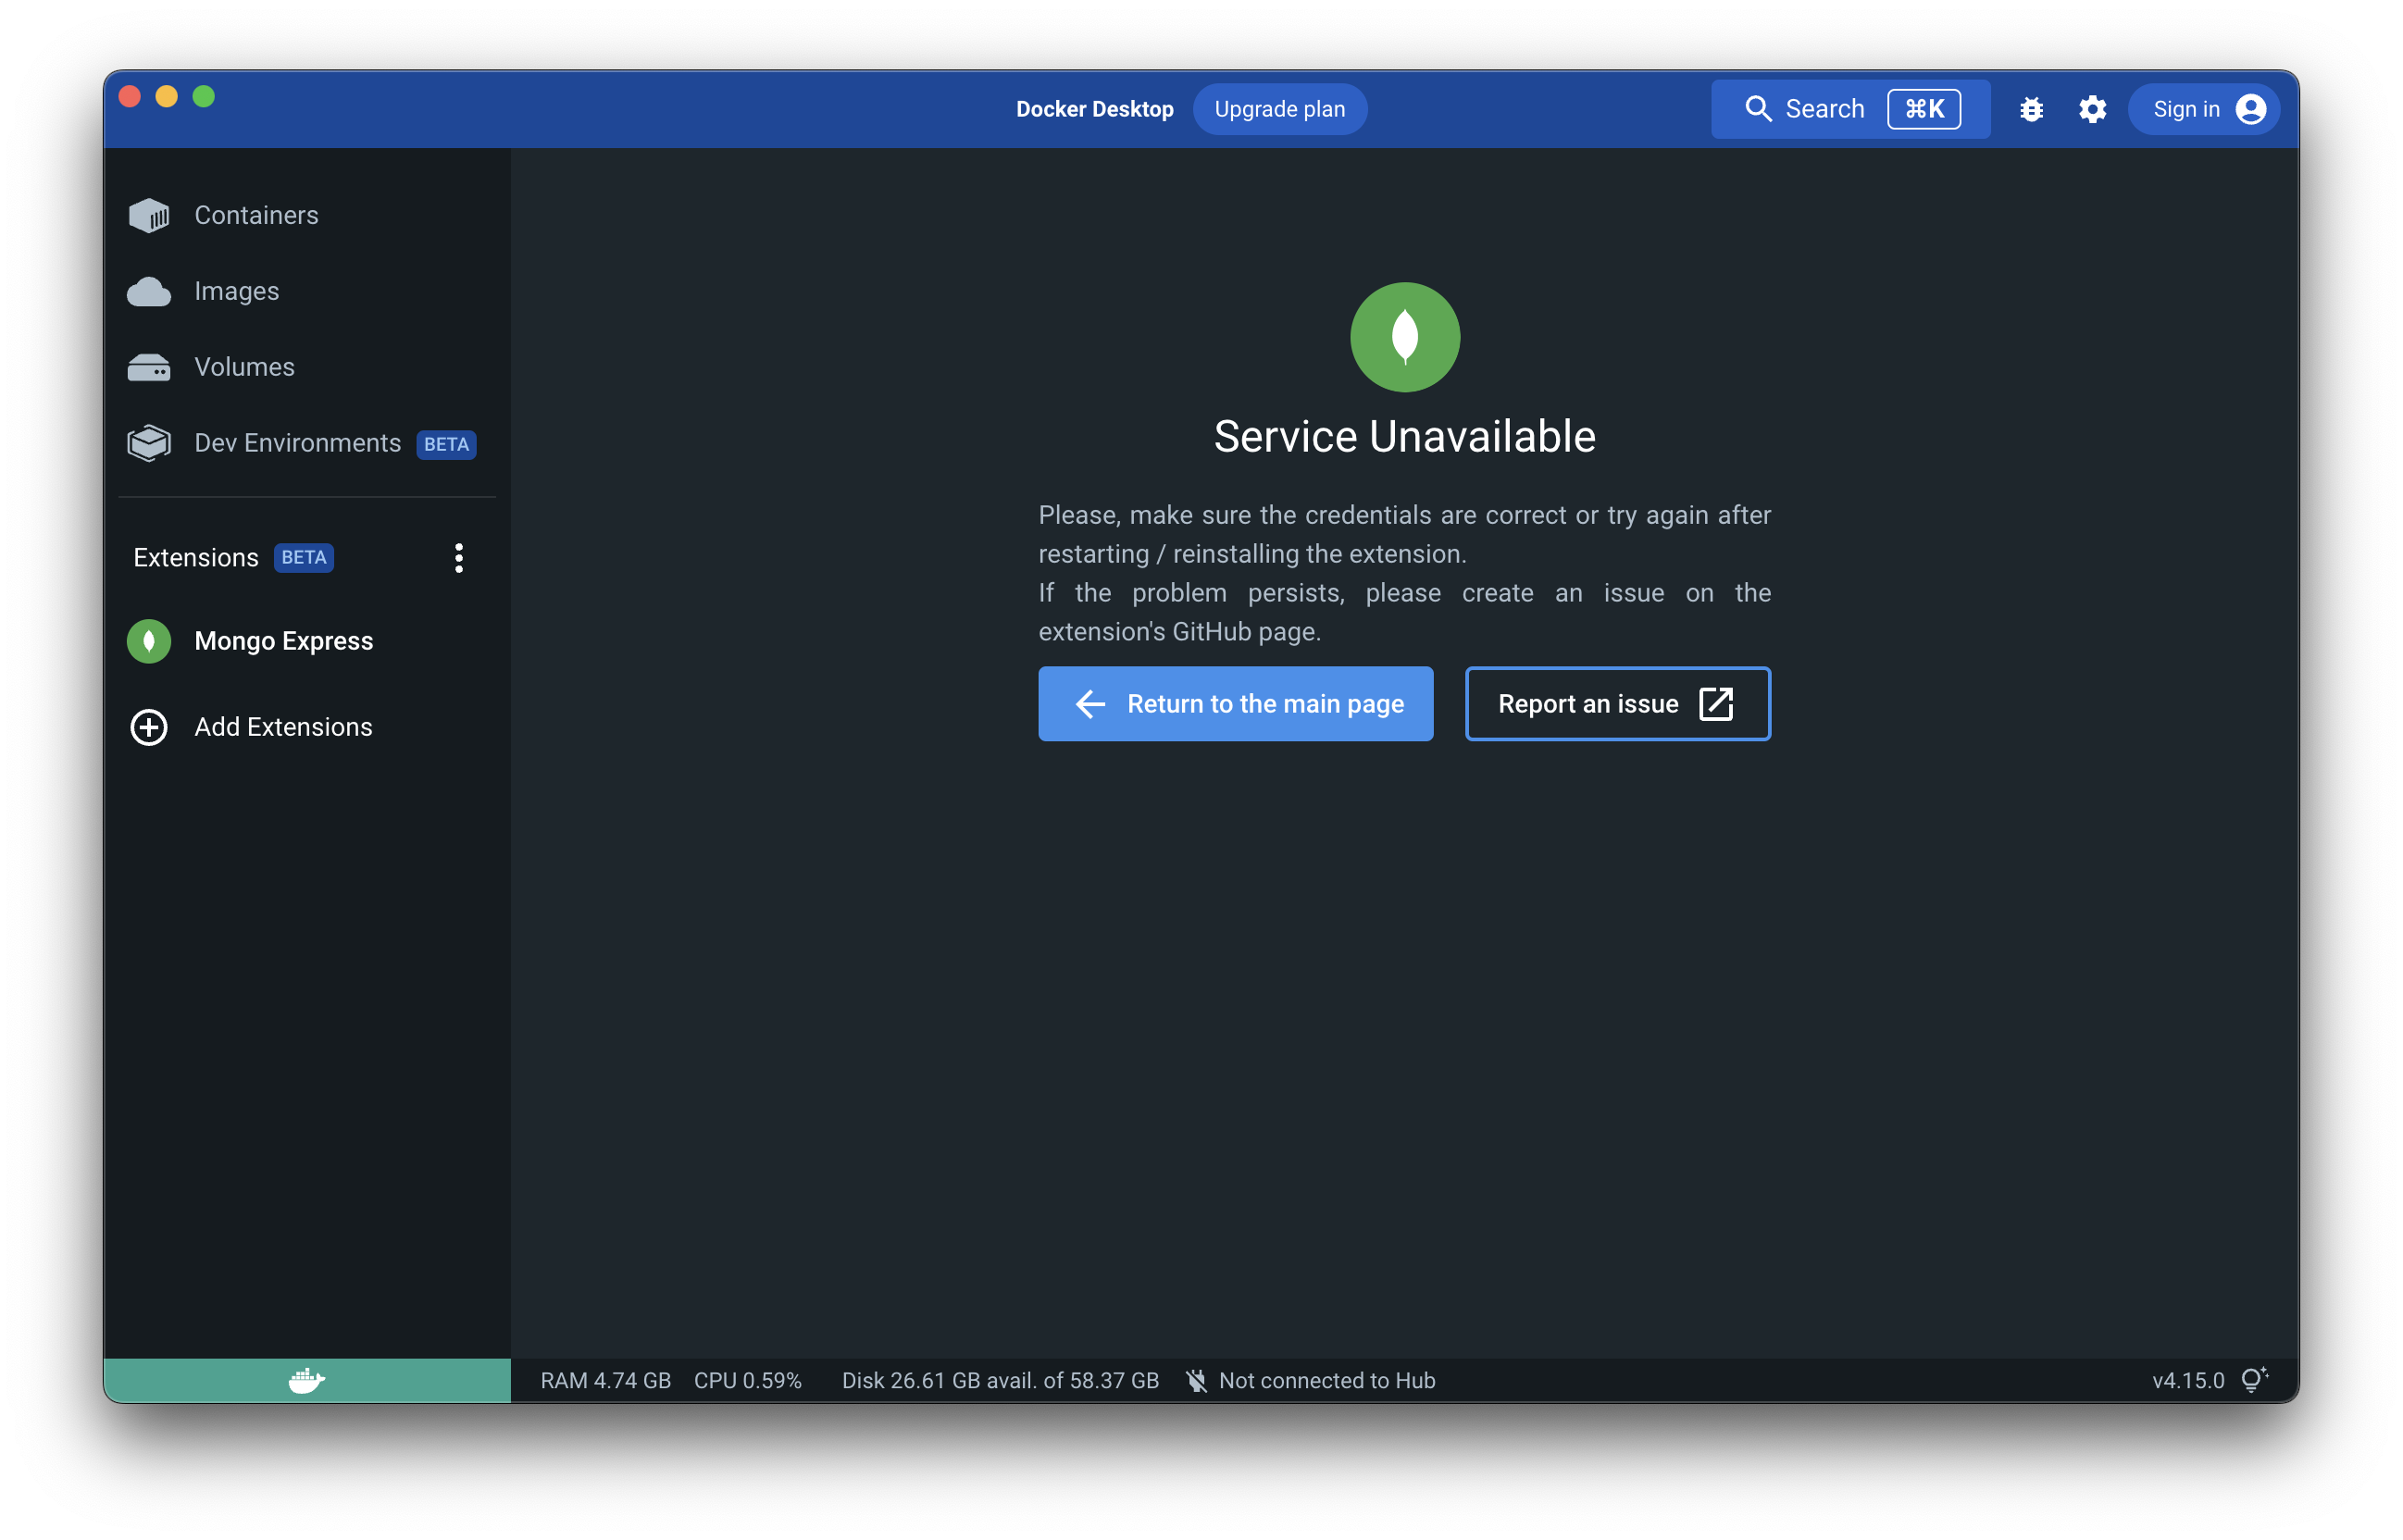 Docker Desktop
Upgrade plan
Search ⌘K
Sign in
Containers
Images
Volumes
Dev Environments BETA
Extensions BETA
Mongo Express
Add Extensions
Service Unavailable
Please, make sure the credentials are correct or try again after
restarting / reinstalling the extension.
If the problem persists, please create an issue on the
extension's GitHub page.
Return to the main page
Report an issue
RAM 4.74 GB CPU 0.59% Disk 26.61 GB avail. of 58.37 GB Not connected to Hub
v4.15.0